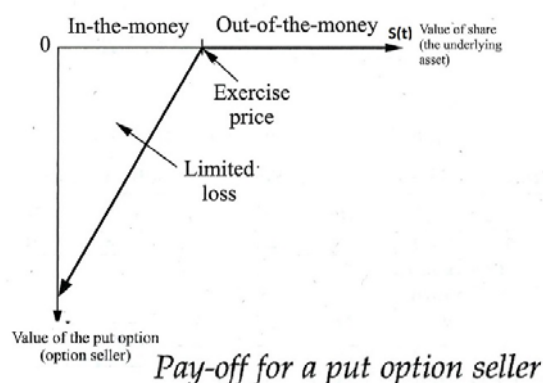 In-the-money
Out-of-the-money
0
S(t)
Value of share
(the underlying
asset)
Exercise
price
Limited
loss
Value of the put option
(option seller)
Pay-off for a put option seller